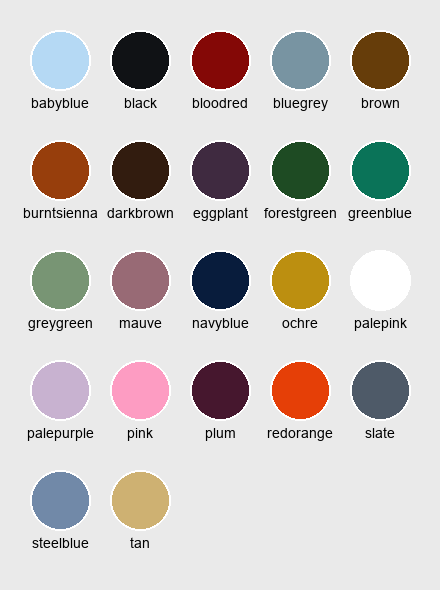 babyblue black bloodred bluegrey brown
burntsienna darkbrown eggplant forestgreen greenblue
greygreen mauve navyblue ochre palepink
palepurple pink plum redorange slate
steelblue tan